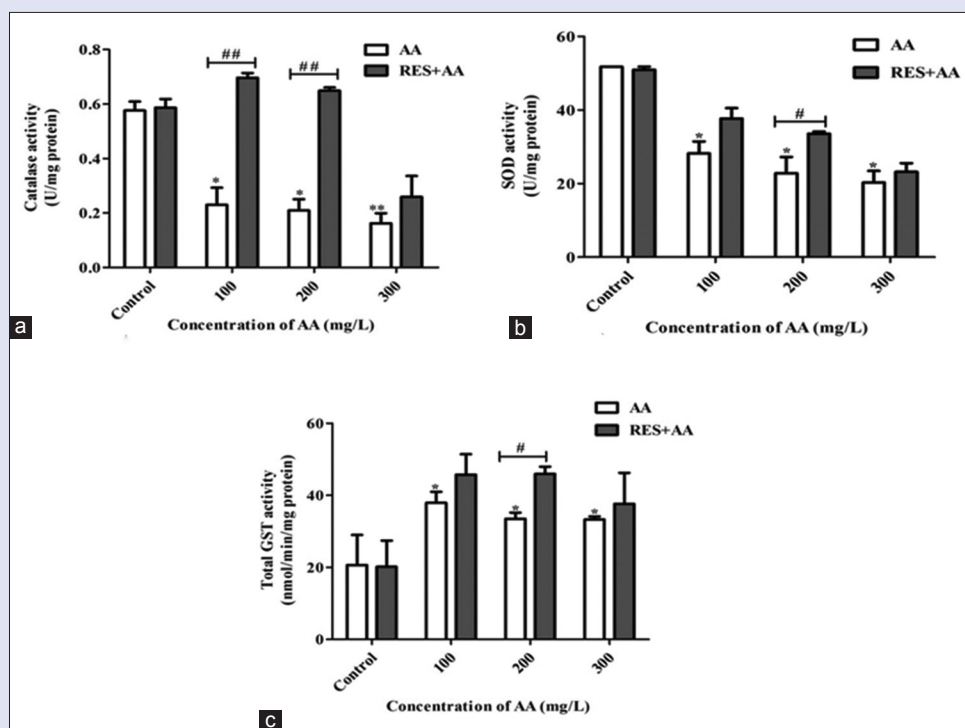 0.8
0.6
0.4
0.2
0.0
Catalase activity
(U/mg protein)
##
##
*
*
**
AA
RES+AA
Control
100
200
300
Concentration of AA (mg/L)
a
60
40
20
0
SOD activity
(U/mg protein)
*
#
*
*
AA
RES+AA
Control
100
200
300
Concentration of AA (mg/L)
b
60
40
20
0
Total GST activity
(nmol/min/mg protein)
*
#
*
*
AA
RES+AA
Control
100
200
300
Concentration of AA (mg/L)
c